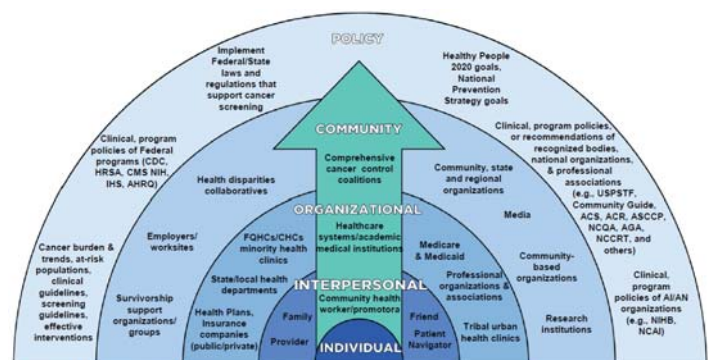 POLICY
Implement
Federal/State
laws and
regulations that
support cancer
screening
Healthy People
2020 goals,
National
Prevention
Strategy goals
Clinical, program
policies of Federal
programs (CDC,
HRSA, CMS NIH,
IHS, AHRQ)
Clinical, program policies,
or recommendations of
recognized bodies,
national organizations,
& professional
associations
(e.g., USPSTF,
Community Guide,
ACS, ACR, ASCCP,
NCQA, AGA,
NCCRT, and
others)
Cancer burden &
trends, at-risk
populations,
clinical
guidelines,
screening
guidelines,
effective
interventions
Clinical,
program
policies of AI/AN
organizations
(e.g., NIHB,
NCAI)
COMMUNITY
Comprehensive
cancer control
coalitions
Health disparities
collaboratives
Community, state
and regional
organizations
Media
Employers/
worksites
Community-
based
organizations
Survivorship
support
organizations/
groups
Research
institutions
ORGANIZATIONAL
Healthcare
systems/academic
medical institutions
FQHCs/CHCs
minority health
clinics
Medicare
& Medicaid
State/local health
departments
Professional
organizations &
associations
Health Plans,
Insurance
companies
(public/private)
Tribal urban
health clinics
INTERPERSONAL
Community health
worker/promotora
Family
Friend
Provider
Patient
Navigator
INDIVIDUAL